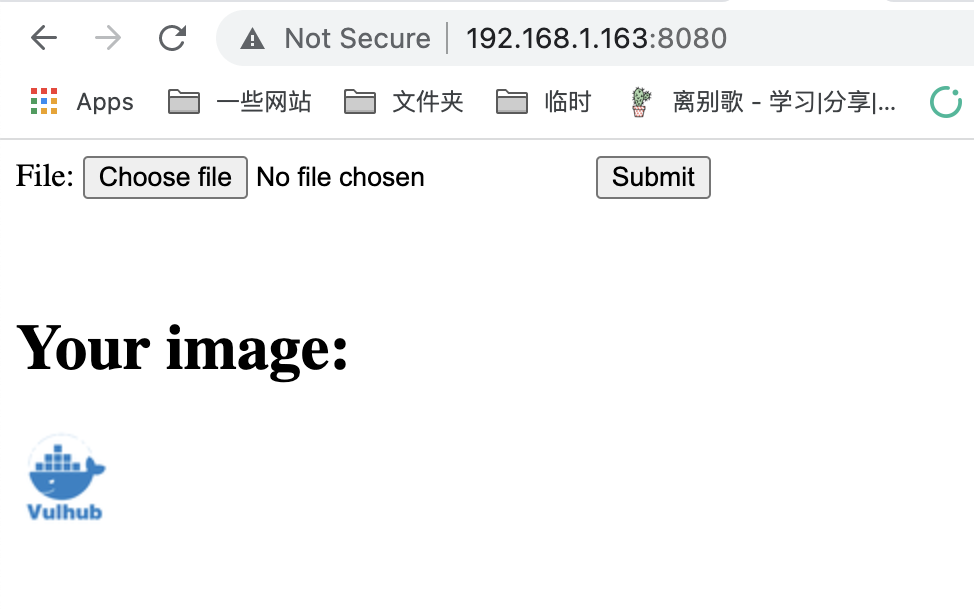 Not Secure 192.168.1.163:8080
Apps 一些网站 文件夹 临时 离别歌 - 学习|分享|...
File: Choose file No file chosen Submit
Your image:
Vulhub